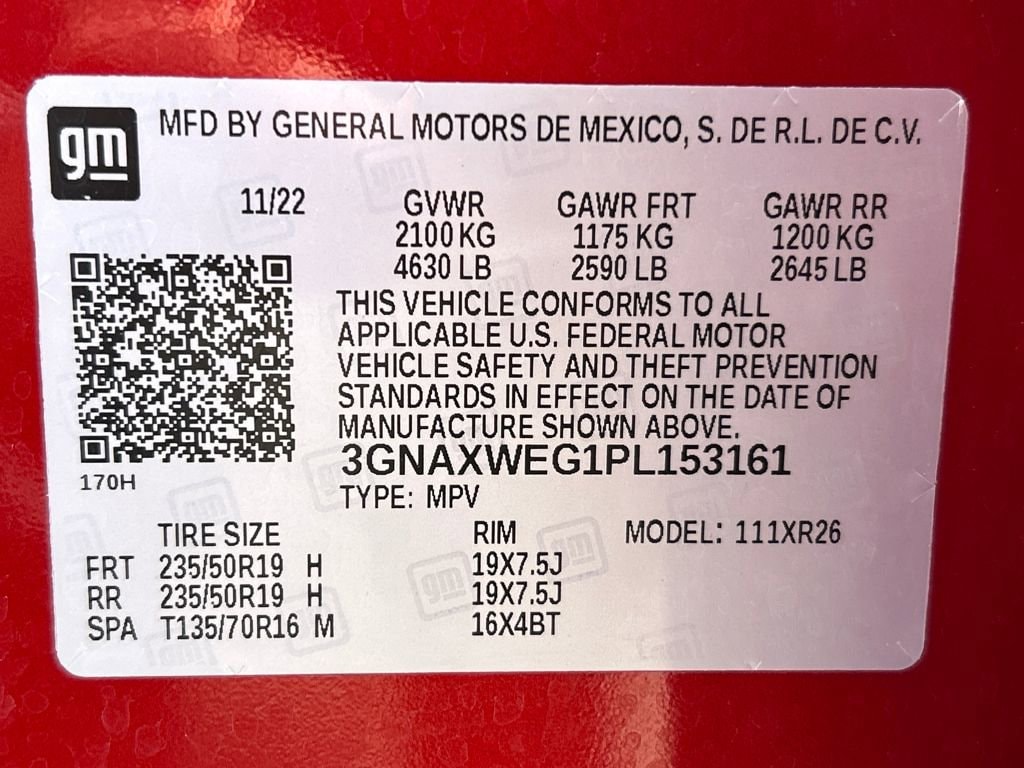 gm
MFD BY GENERAL MOTORS DE MEXICO, S. DE R.L. DE C.V.
11/22 GVWR GAWR FRT GAWR RR
2100 KG 1175 KG 1200 KG
4630 LB 2590 LB 2645 LB
THIS VEHICLE CONFORMS TO ALL
APPLICABLE U.S. FEDERAL MOTOR
VEHICLE SAFETY AND THEFT PREVENTION
STANDARDS IN EFFECT ON THE DATE OF
MANUFACTURE SHOWN ABOVE.
3GNAXWEG1PL153161
170H
TYPE: MPV
TIRE SIZE RIM MODEL: 111XR26
FRT 235/50R19 H 19X7.5J
RR 235/50R19 H 19X7.5J
SPA T135/70R16 M 16X4BT